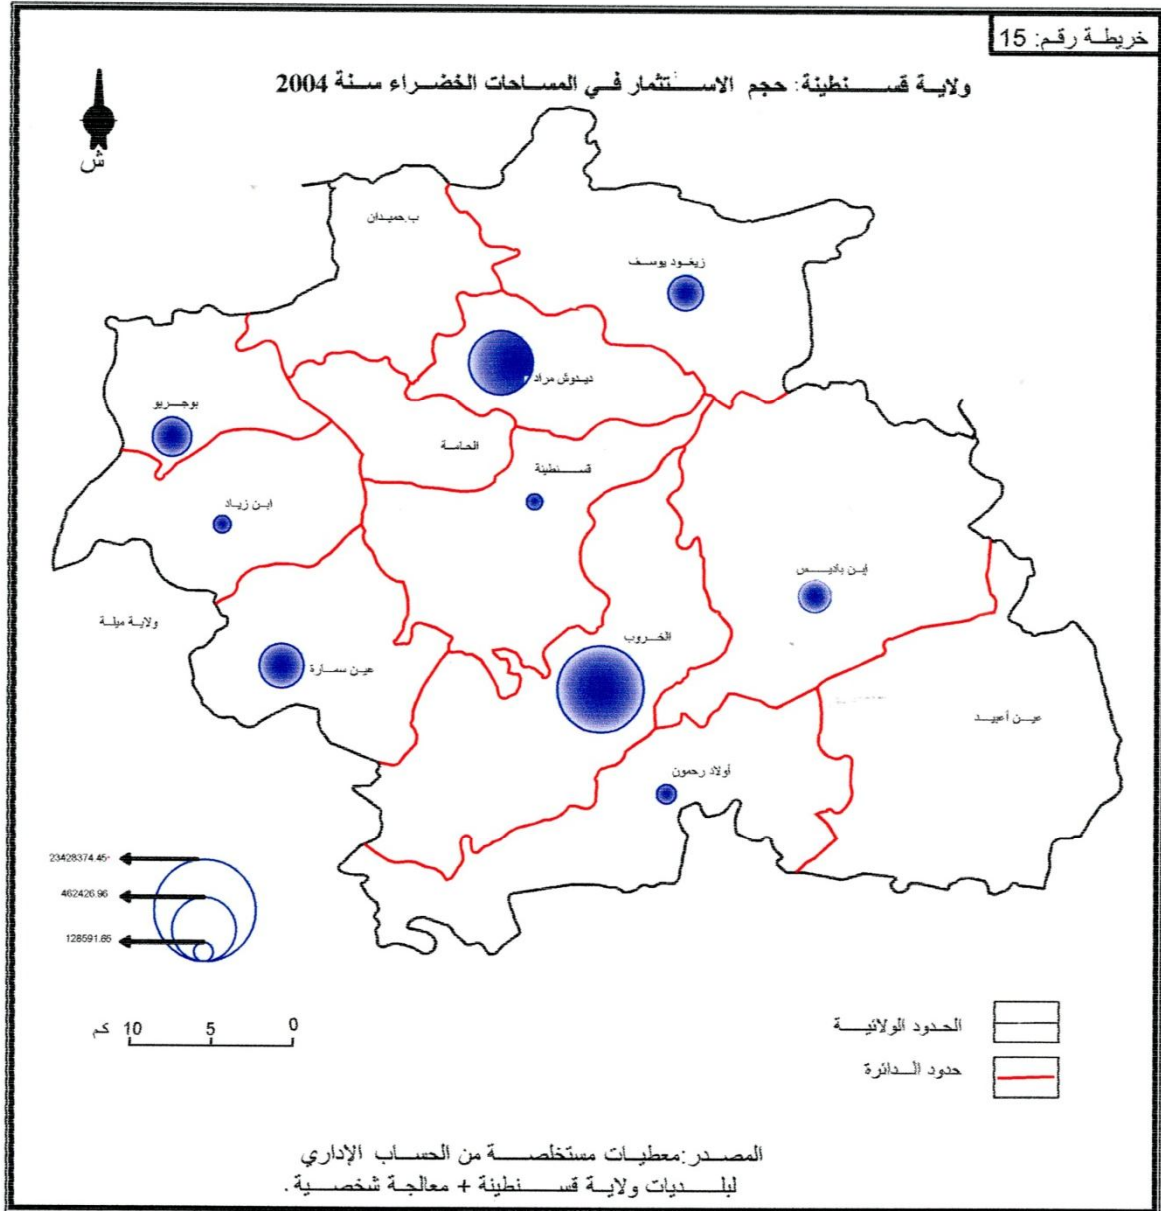 خريطة رقم: 15
ولاية قسنطينة: حجم الاستثمار في المساحات الخضراء سنة 2004
ش
ب.حميدان
زيغود يوسف
ديدوش مراد
بوجريو
الحامة
قسنطينة
ابن زياد
ابن باديس
ولاية ميلة
الخروب
عين سمارة
عين أعبيد
أولاد رحمون
23428374.45
462426.96
128591.65
كم 10 5 0
الحدود الولائية
حدود الدائرة
المصدر:معطيات مستخلصة من الحساب الإداري
لبلديات ولاية قسنطينة + معالجة شخصية.